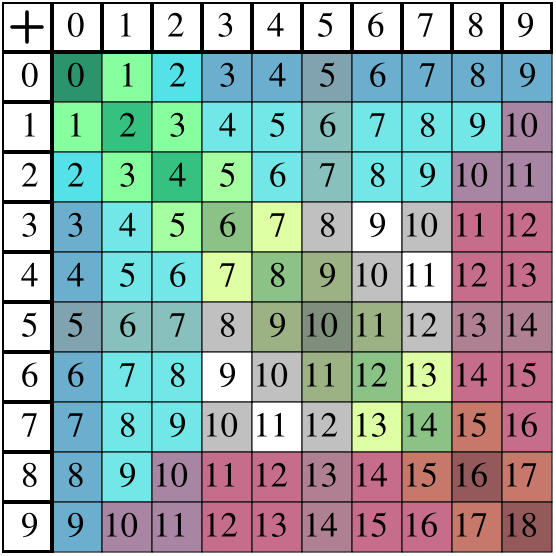 + 0 1 2 3 4 5 6 7 8 9
0 0 1 2 3 4 5 6 7 8 9
1 1 2 3 4 5 6 7 8 9 10
2 2 3 4 5 6 7 8 9 10 11
3 3 4 5 6 7 8 9 10 11 12
4 4 5 6 7 8 9 10 11 12 13
5 5 6 7 8 9 10 11 12 13 14
6 6 7 8 9 10 11 12 13 14 15
7 7 8 9 10 11 12 13 14 15 16
8 8 9 10 11 12 13 14 15 16 17
9 9 10 11 12 13 14 15 16 17 18